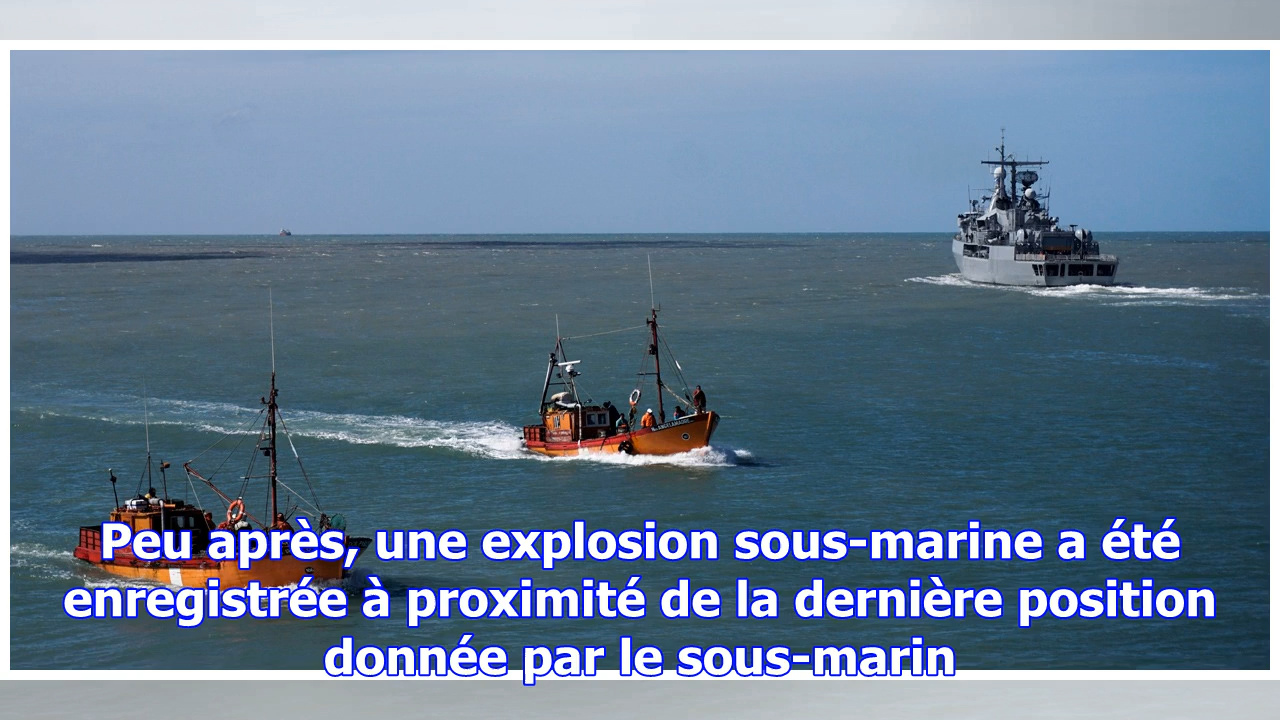 Peu après, une explosion sous-marine a été
enregistrée à proximité de la dernière position
donnée par le sous-marin